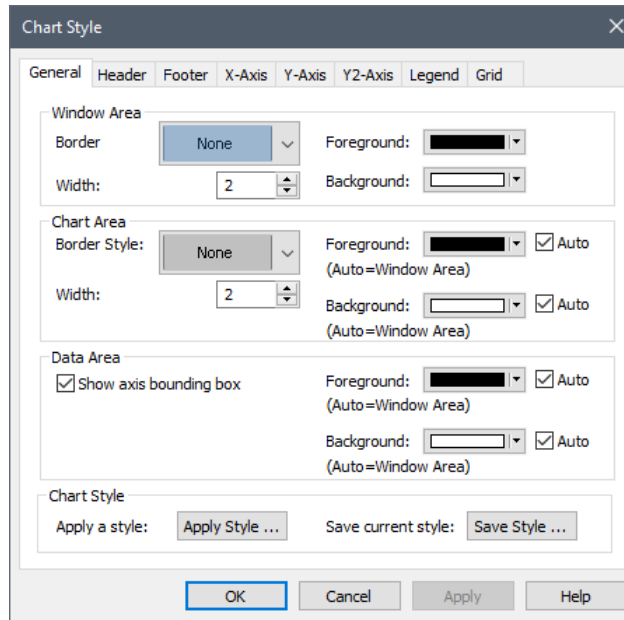 Chart Style
General Header Footer X-Axis Y-Axis Y2-Axis Legend Grid
Window Area
Border None Foreground:
Width: 2 Background:
Chart Area
Border Style: None Foreground: Auto
(Auto=Window Area)
Width: 2 Background: Auto
(Auto=Window Area)
Data Area
Show axis bounding box Foreground: Auto
(Auto=Window Area)
Background: Auto
(Auto=Window Area)
Chart Style
Apply a style: Apply Style ... Save current style: Save Style ...
OK Cancel Apply Help